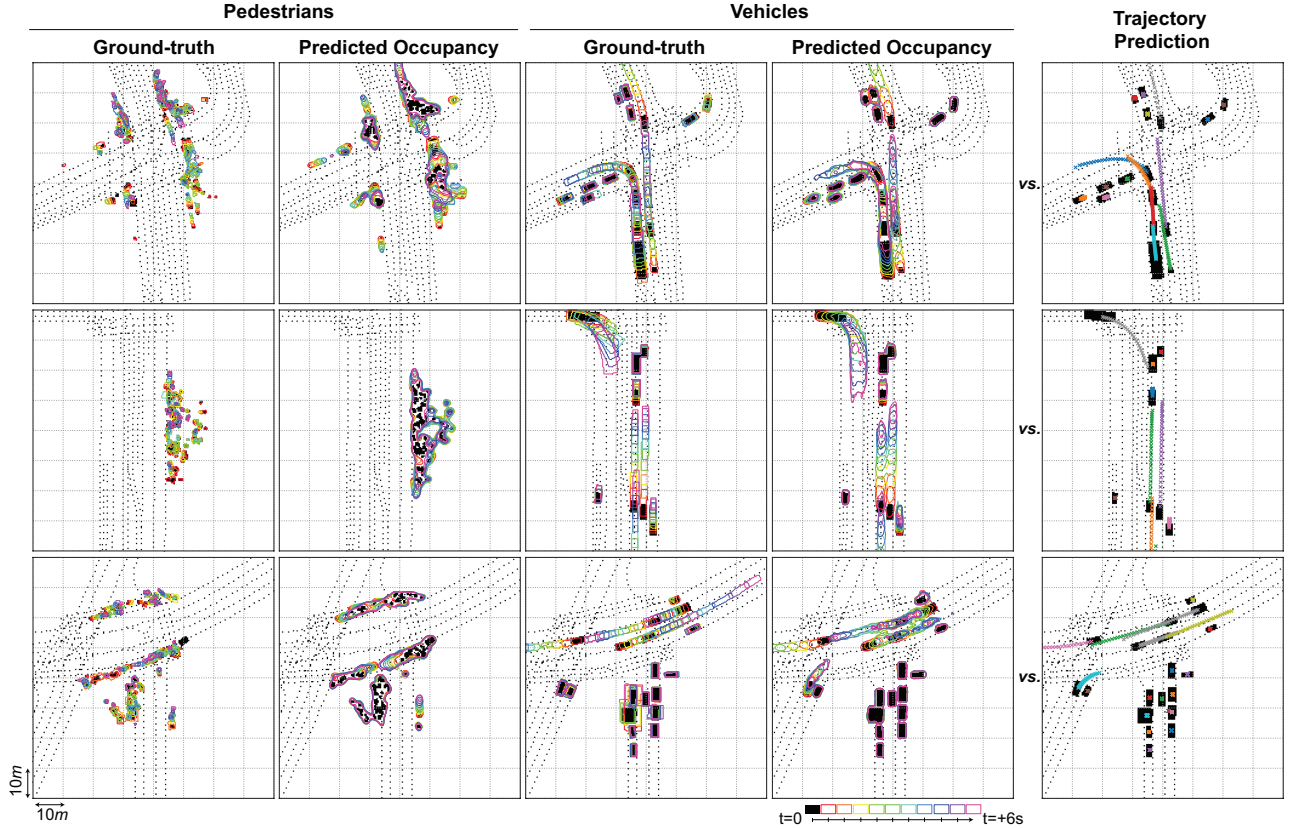 Pedestrians
Vehicles
Trajectory
Prediction
Ground-truth
Predicted Occupancy
Ground-truth
Predicted Occupancy
vs.
vs.
vs.
10m
10m
t=0
t=+6s